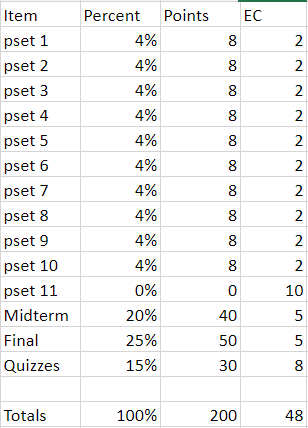 Item Percent Points EC
pset 1 4% 8 2
pset 2 4% 8 2
pset 3 4% 8 2
pset 4 4% 8 2
pset 5 4% 8 2
pset 6 4% 8 2
pset 7 4% 8 2
pset 8 4% 8 2
pset 9 4% 8 2
pset 10 4% 8 2
pset 11 0% 0 10
Midterm 20% 40 5
Final 25% 50 5
Quizzes 15% 30 8
Totals 100% 200 48